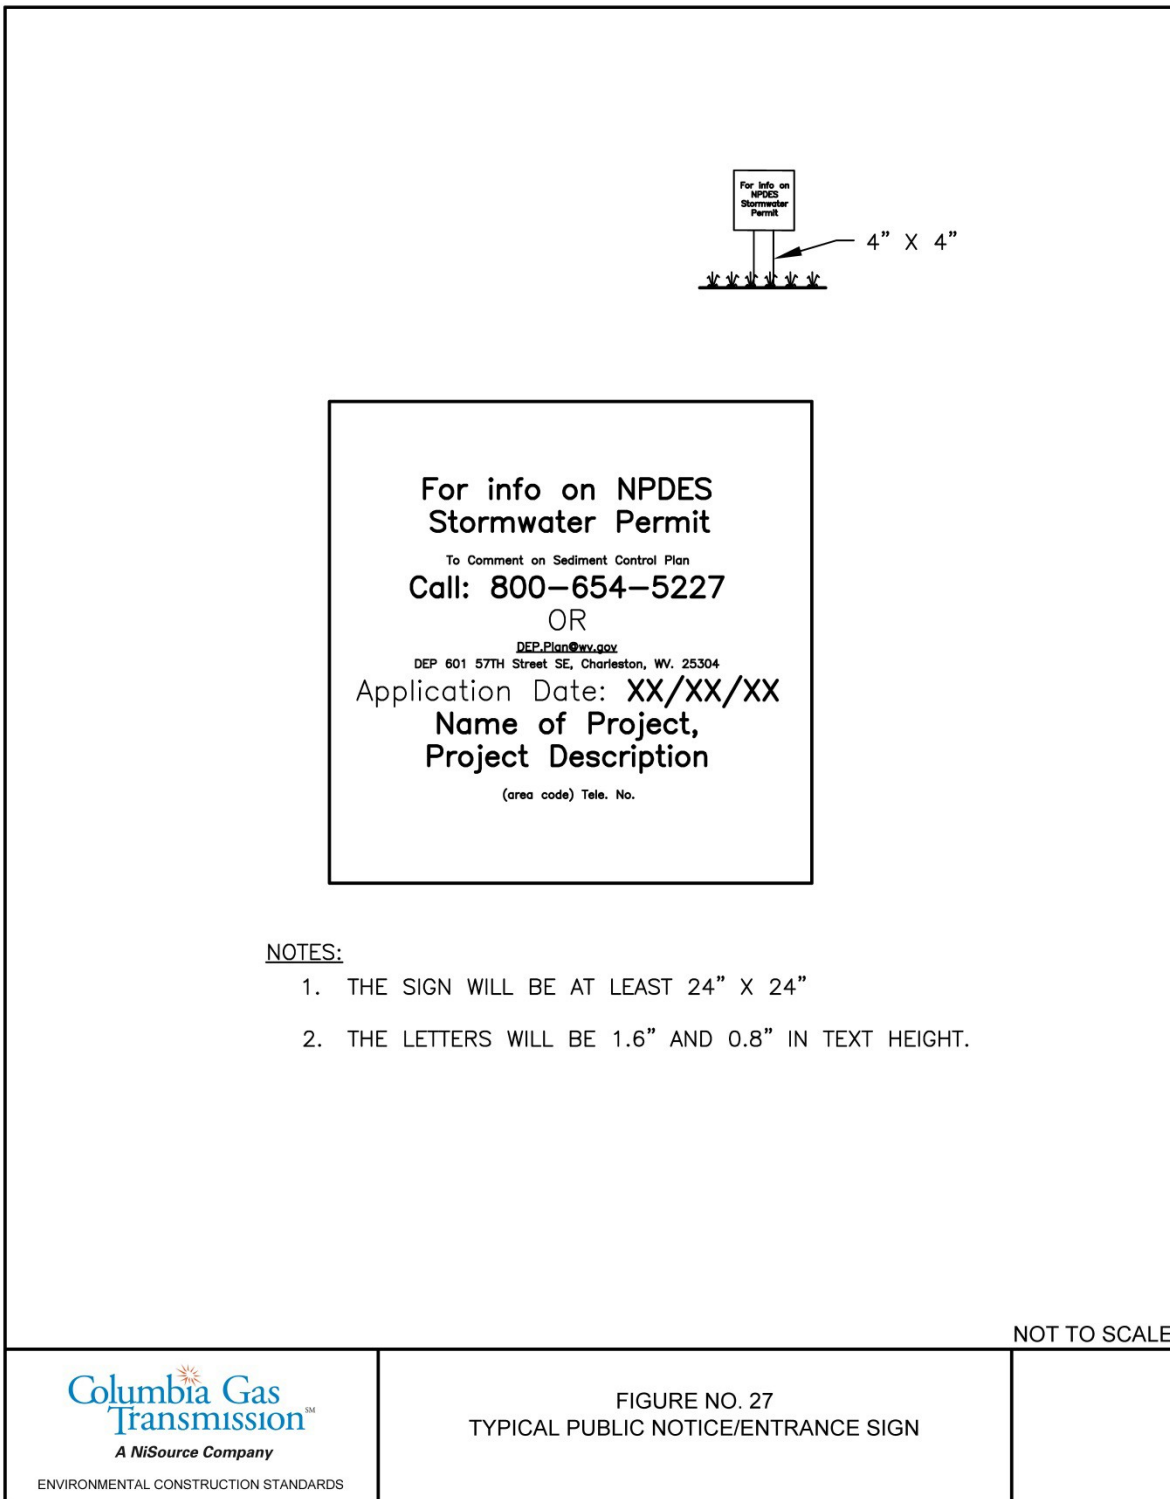 For info on
NPDES
Stormwater
Permit
4” X 4”
For info on NPDES
Stormwater Permit
To Comment on Sediment Control Plan
Call: 800–654–5227
OR
DEP.Plan@wv.gov
DEP 601 57TH Street SE, Charleston, WV. 25304
Application Date: XX/XX/XX
Name of Project,
Project Description
(area code) Tele. No.
NOTES:
1. THE SIGN WILL BE AT LEAST 24” X 24”
2. THE LETTERS WILL BE 1.6” AND 0.8” IN TEXT HEIGHT.
NOT TO SCALE
Columbia Gas
Transmission℠
A NiSource Company
ENVIRONMENTAL CONSTRUCTION STANDARDS
FIGURE NO. 27
TYPICAL PUBLIC NOTICE/ENTRANCE SIGN